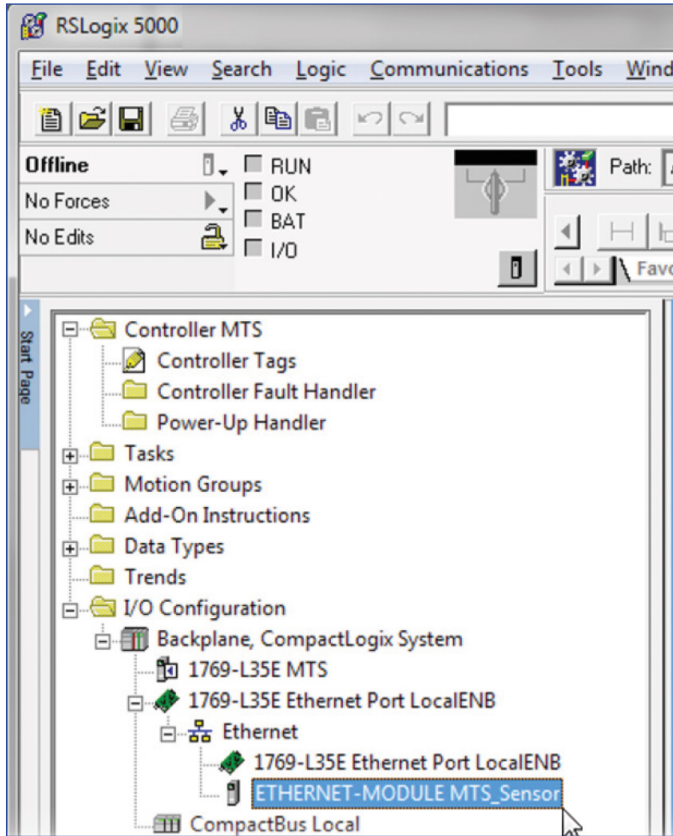 RSLogix 5000
File Edit View Search Logic Communications Tools Wind
Offline RUN
No Forces OK
No Edits BAT
I/O
Path:
Favo
Start Page
Controller MTS
Controller Tags
Controller Fault Handler
Power-Up Handler
Tasks
Motion Groups
Add-On Instructions
Data Types
Trends
I/O Configuration
Backplane, CompactLogix System
1769-L35E MTS
1769-L35E Ethernet Port LocalENB
Ethernet
1769-L35E Ethernet Port LocalENB
ETHERNET-MODULE MTS_Sensor
CompactBus Local